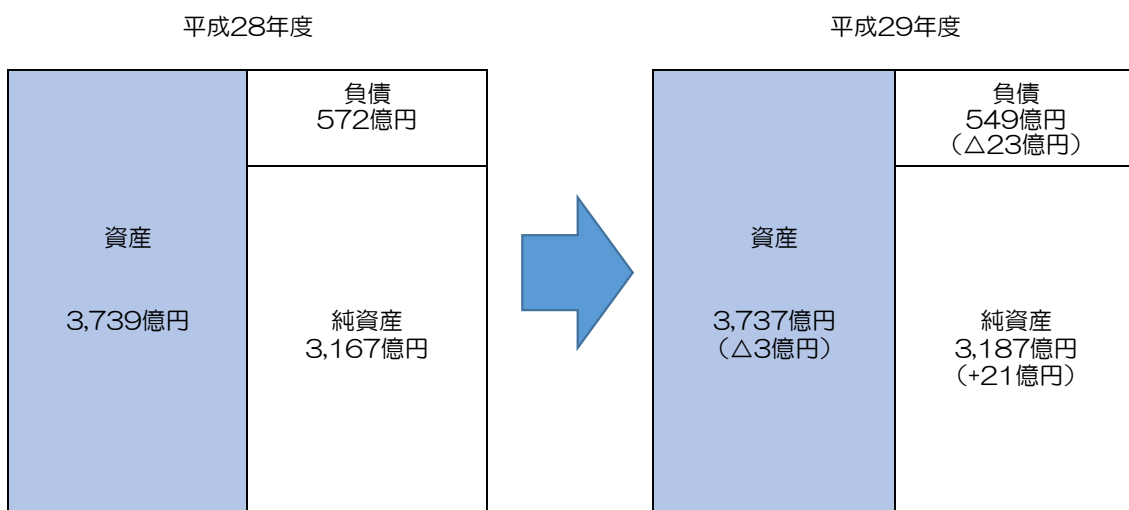 平成28年度
資産
3,739億円
負債
572億円
純資産
3,167億円
平成29年度
資産
3,737億円
（△3億円）
負債
549億円
（△23億円）
純資産
3,187億円
（+21億円）